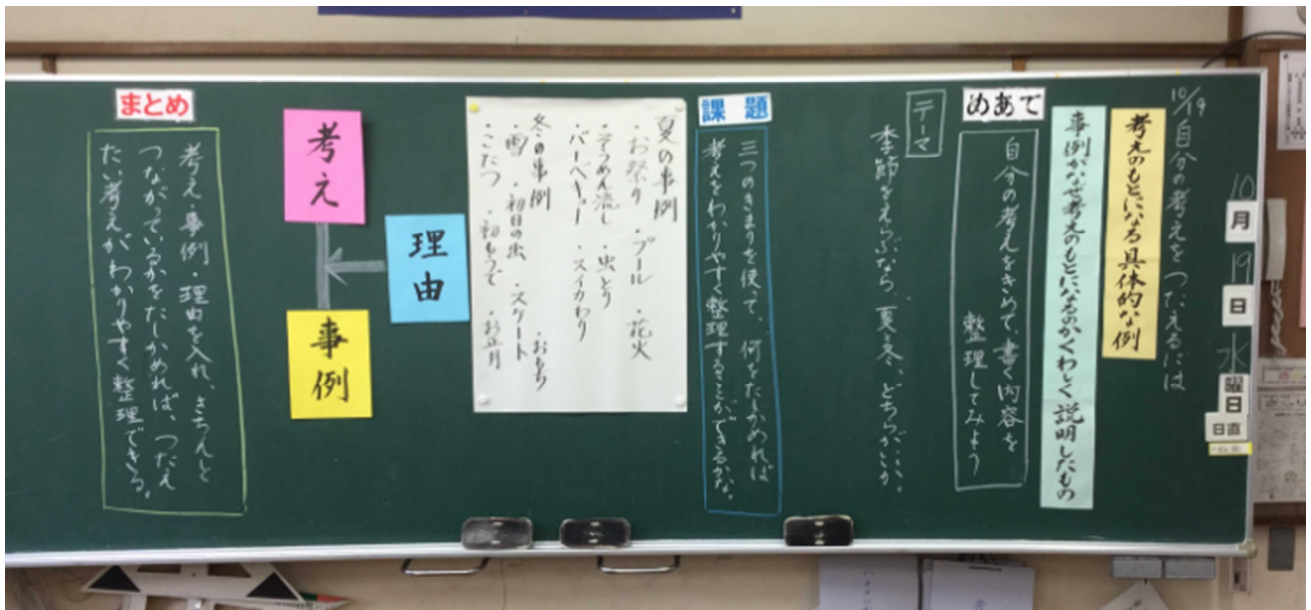 10月19日水曜日
日直
10/19 自分の考えをつたえるには
考えのもとになる具体的な例
事例がなぜ考えのもとになるのかくわしく説明したもの
めあて
自分の考えをきめて、書く内容を
整理してみよう
テーマ
季節をえらぶなら、夏・冬、どちらがいいか。
課題
三つのきまりを使って、何をたしかめれば
考えをわかりやすく整理することができるかな。
夏の事例
・お祭り ・プール ・花火
・そうめん流し ・虫とり
・バーベキュー ・スイカわり
冬の事例 ・おもち
・雪 ・初日の出 ・スケート
・こたつ ・初もうで ・お正月
理由
考え
事例
まとめ
考え・事例・理由を入れ、きちんと
つながっているかをたしかめれば、つたえ
たい考えがわかりやすく整理できる。